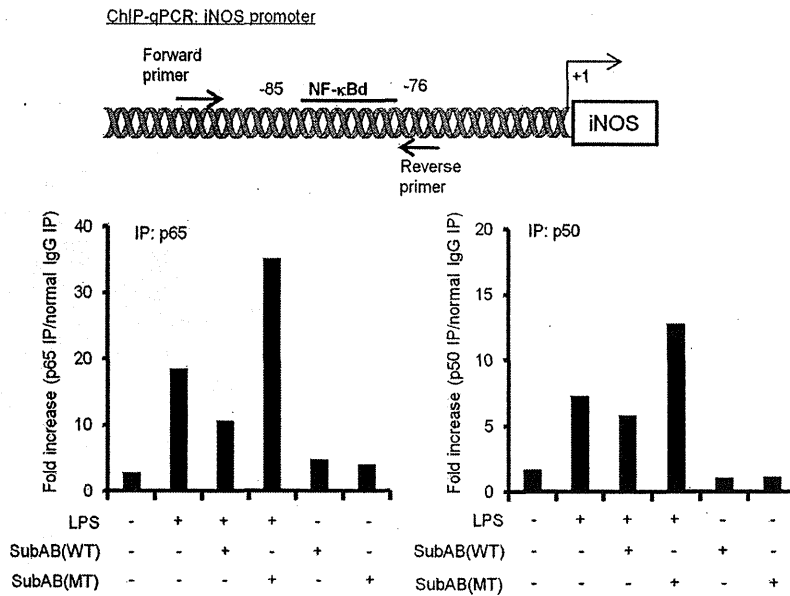 ChIP-qPCR: iNOS promoter
Forward primer
-85 NF-κBd -76
+1
iNOS
Reverse primer
Fold increase (p65 IP/normal IgG IP)
40
30
20
10
0
IP: p65
LPS - + + + - -
SubAB(WT) - - + - + -
SubAB(MT) - - - + - +
Fold increase (p50 IP/normal IgG IP)
20
15
10
5
0
IP: p50
LPS - + + + - -
SubAB(WT) - - + - + -
SubAB(MT) - - - + - +